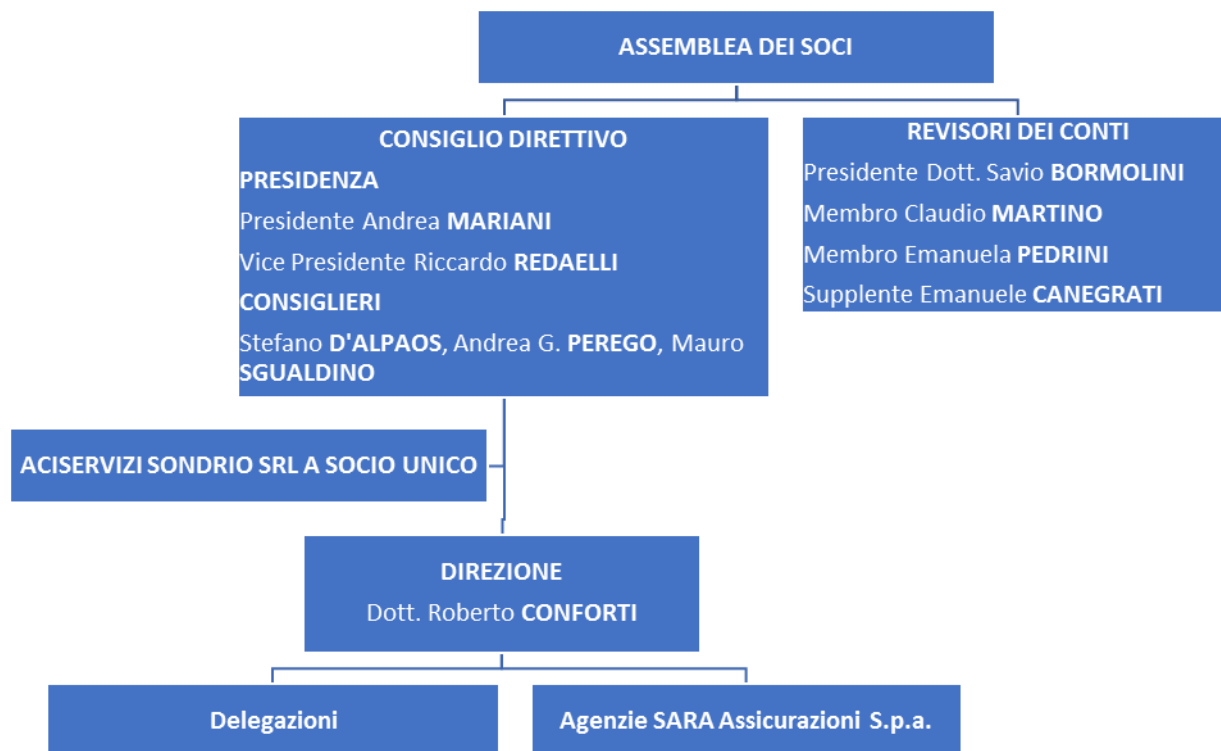 ASSEMBLEA DEI SOCI
CONSIGLIO DIRETTIVO
PRESIDENZA
Presidente Andrea MARIANI
Vice Presidente Riccardo REDAELLI
CONSIGLIERI
Stefano D'ALPAOS, Andrea G. PEREGO, Mauro
SGUALDINO
REVISORI DEI CONTI
Presidente Dott. Savio BORMOLINI
Membro Claudio MARTINO
Membro Emanuela PEDRINI
Supplente Emanuele CANEGRATI
ACISERVIZI SONDRIO SRL A SOCIO UNICO
DIREZIONE
Dott. Roberto CONFORTI
Delegazioni
Agenzie SARA Assicurazioni S.p.a.